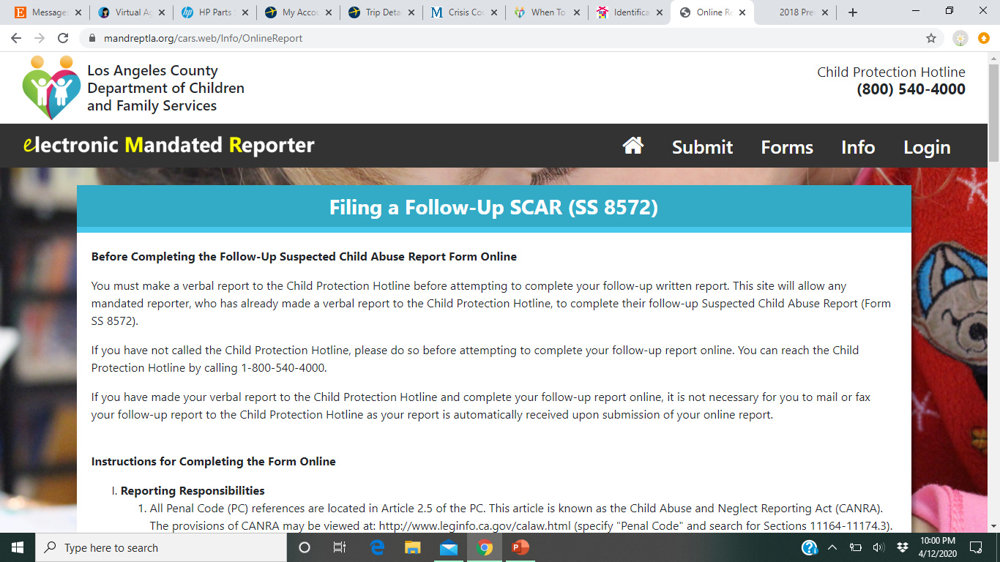 Messages
Virtual Ag
HP Parts
My Accou
Trip Deta
Crisis Co
When To
Identifica
Online Re
2018 Pre
mandreptla.org/cars.web/Info/OnlineReport
Los Angeles County
Department of Children
and Family Services
Child Protection Hotline
(800) 540-4000
electronic Mandated Reporter
Submit
Forms
Info
Login
Filing a Follow-Up SCAR (SS 8572)
Before Completing the Follow-Up Suspected Child Abuse Report Form Online
You must make a verbal report to the Child Protection Hotline before attempting to complete your follow-up written report. This site will allow any
mandated reporter, who has already made a verbal report to the Child Protection Hotline, to complete their follow-up Suspected Child Abuse Report (Form
SS 8572).
If you have not called the Child Protection Hotline, please do so before attempting to complete your follow-up report online. You can reach the Child
Protection Hotline by calling 1-800-540-4000.
If you have made your verbal report to the Child Protection Hotline and complete your follow-up report online, it is not necessary for you to mail or fax
your follow-up report to the Child Protection Hotline as your report is automatically received upon submission of your online report.
Instructions for Completing the Form Online
I. Reporting Responsibilities
1. All Penal Code (PC) references are located in Article 2.5 of the PC. This article is known as the Child Abuse and Neglect Reporting Act (CANRA).
The provisions of CANRA may be viewed at: http://www.leginfo.ca.gov/calaw.html (specify "Penal Code" and search for Sections 11164-11174.3).
Type here to search
10:00 PM
4/12/2020